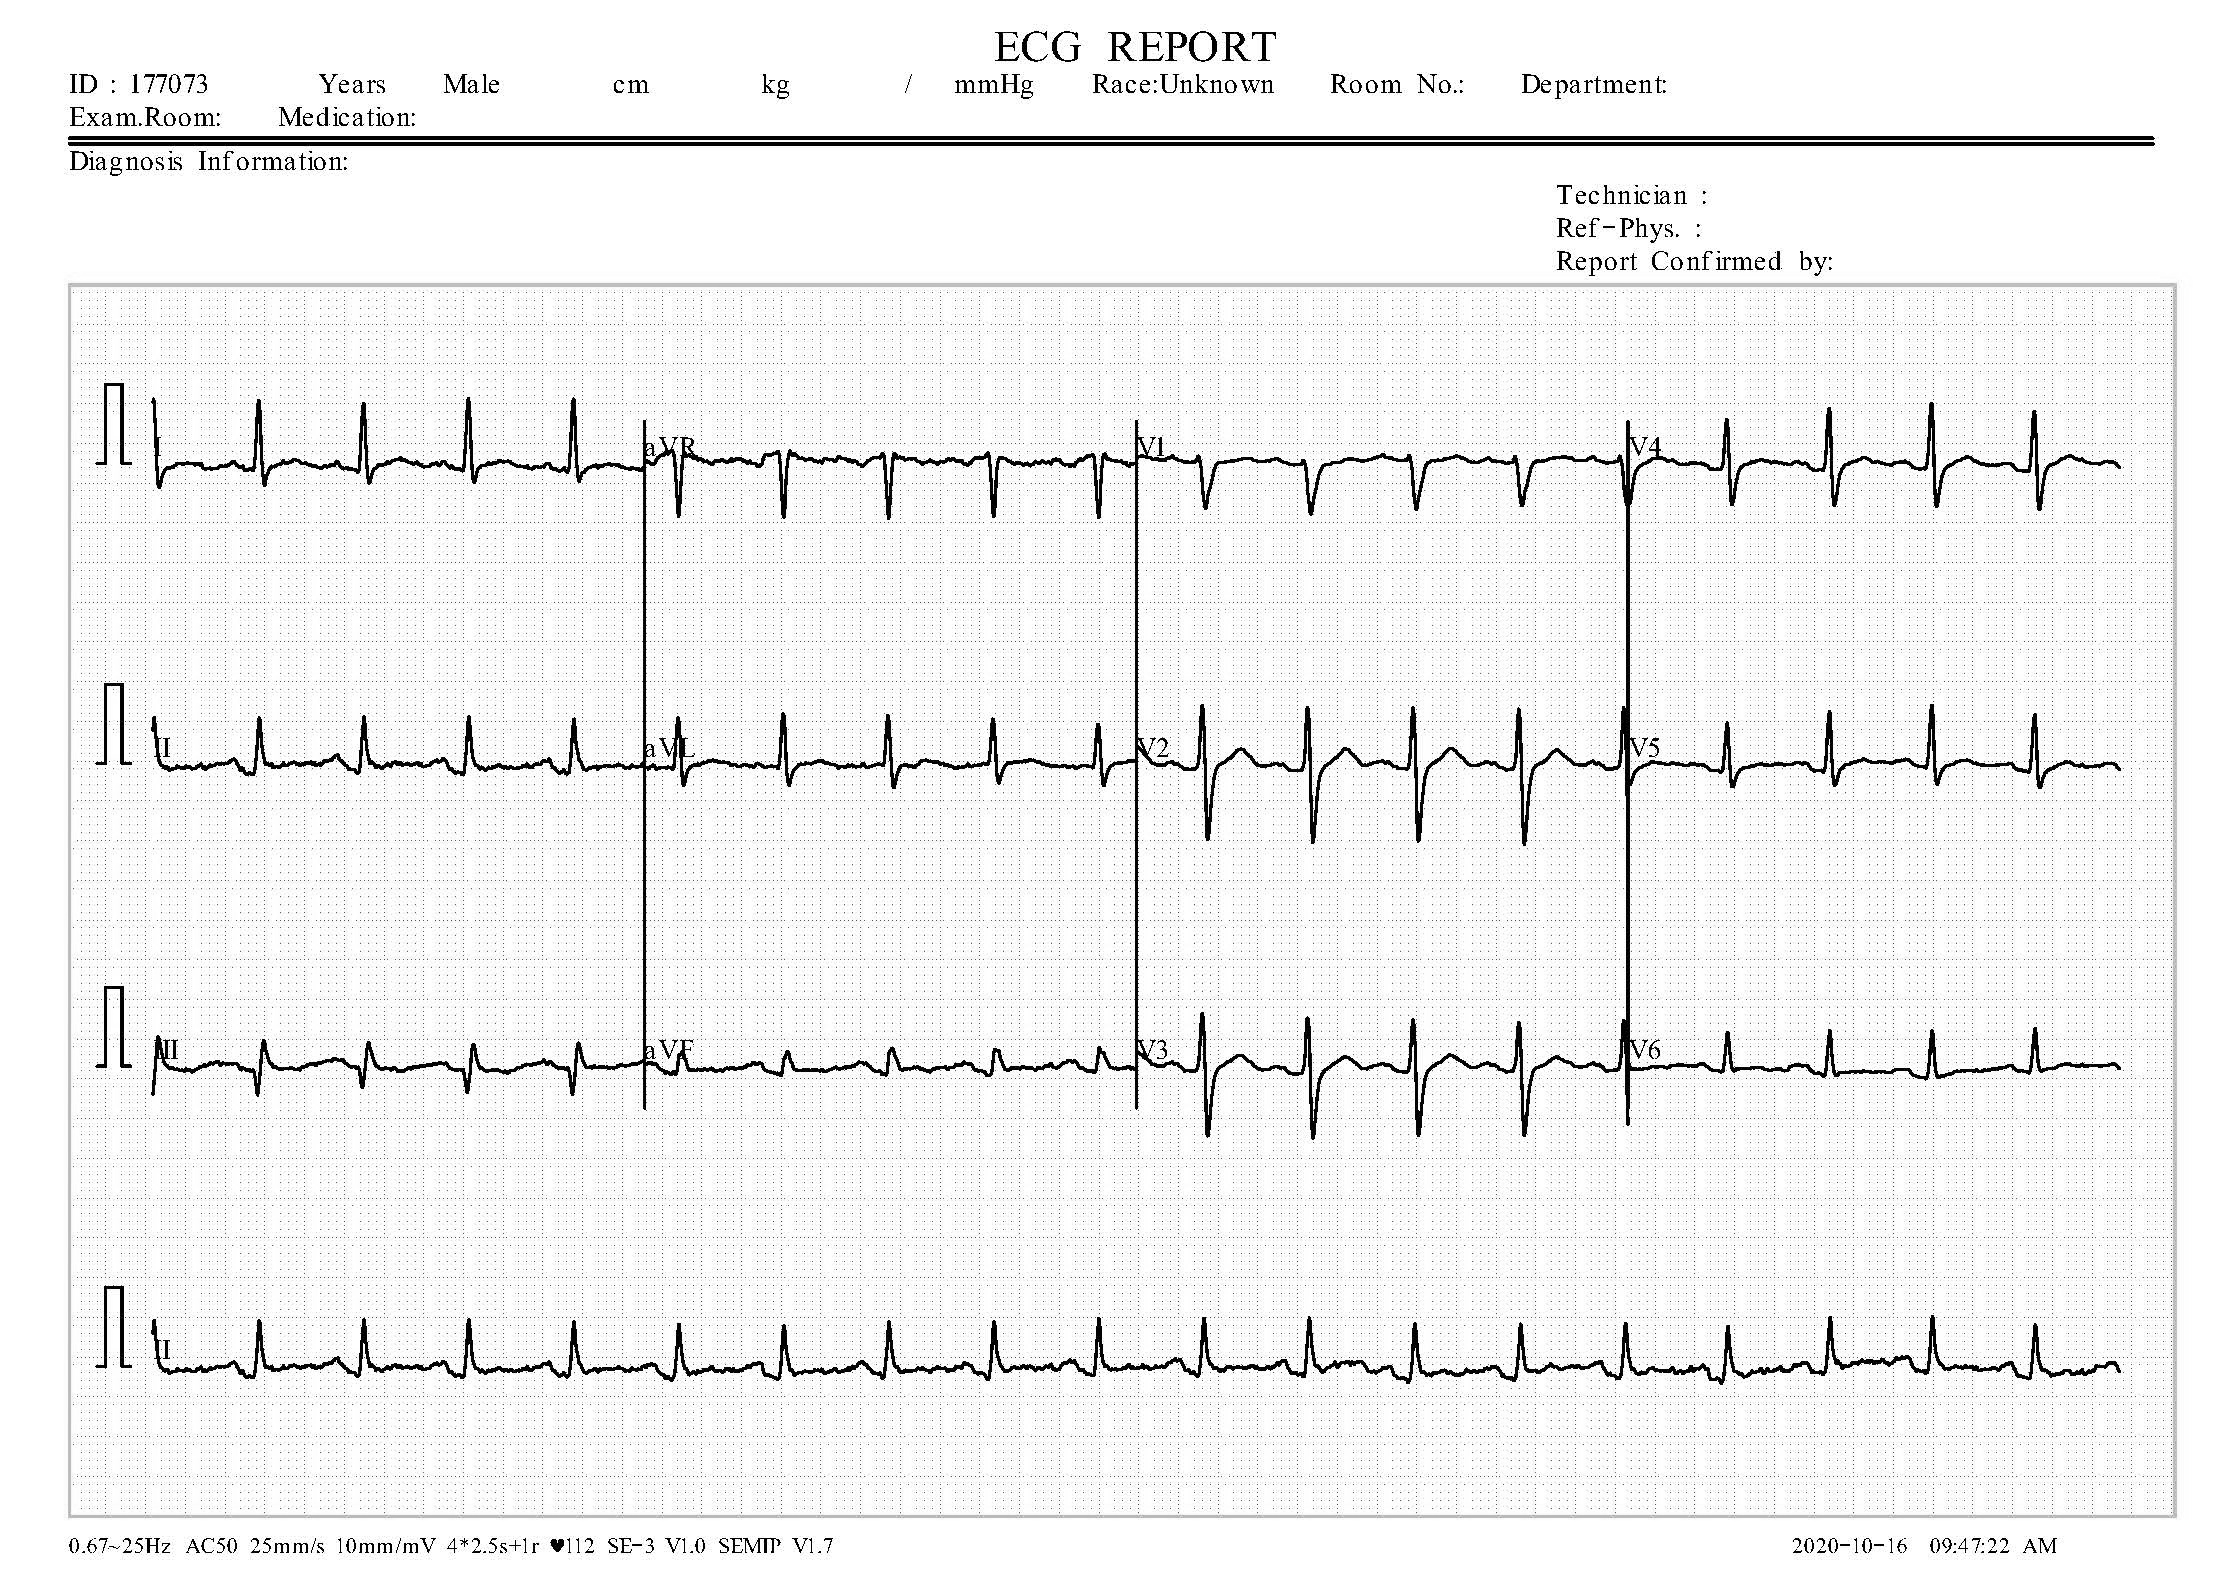 ECG REPORT
ID : 177073 Years Male cm kg / mmHg Race:Unknown Room No.: Department:
Exam.Room: Medication:
Diagnosis Information:
Technician :
Ref-Phys. :
Report Confirmed by:
I aVR V1 V4
II aVL V2 V5
III aVF V3 V6
II
0.67~25Hz AC50 25mm/s 10mm/mV 4*2.5s+1r ♥112 SE-3 V1.0 SEMIP V1.7 2020-10-16 09:47:22 AM